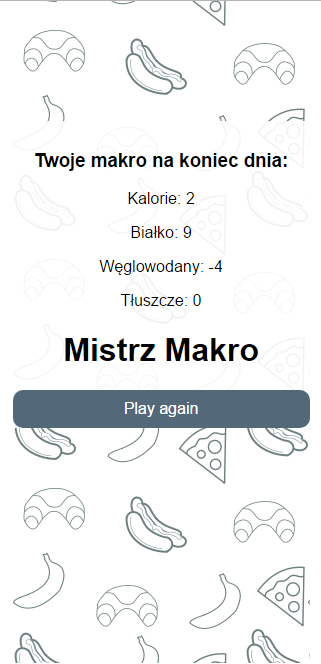 Twoje makro na koniec dnia:
Kalorie: 2
Białko: 9
Węglowodany: -4
Tłuszcze: 0
Mistrz Makro
Play again